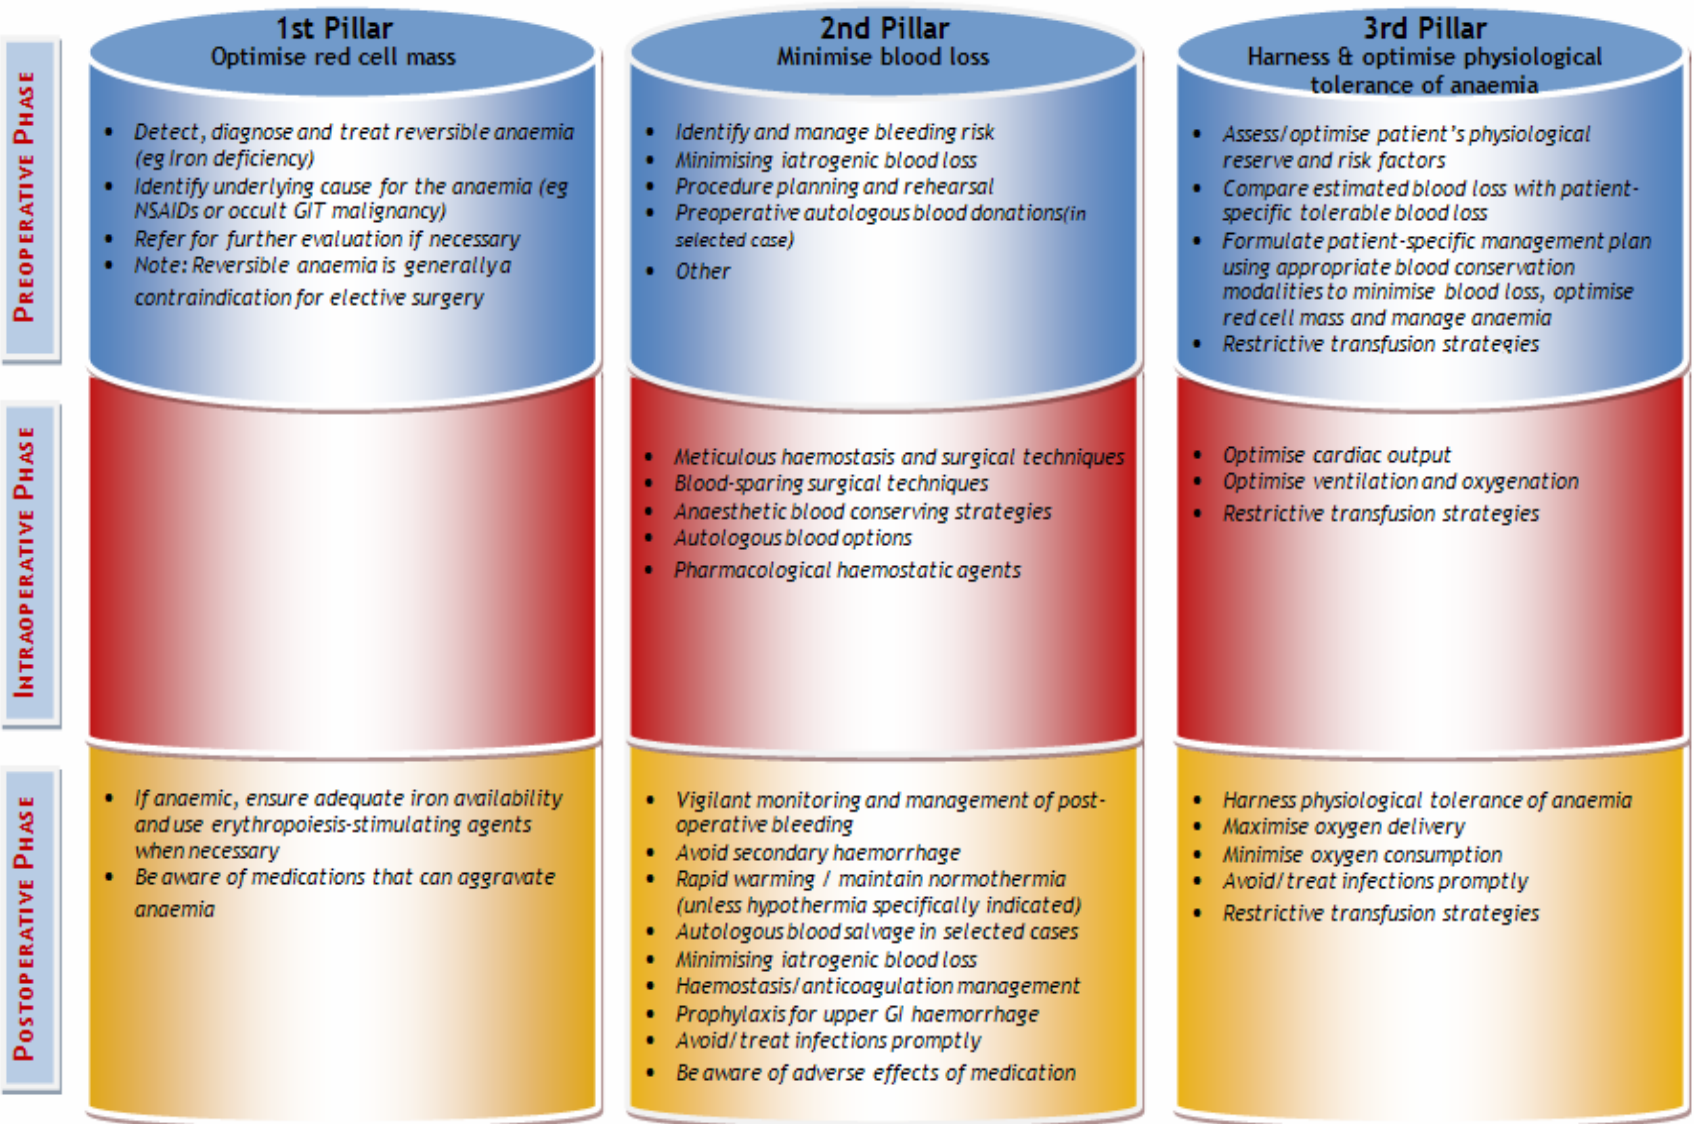 1st Pillar
Optimise red cell mass
2nd Pillar
Minimise blood loss
3rd Pillar
Harness & optimise physiological
tolerance of anaemia
PREOPERATIVE PHASE
• Detect, diagnose and treat reversible anaemia
(eg Iron deficiency)
• Identify underlying cause for the anaemia (eg
NSAIDs or occult GIT malignancy)
• Refer for further evaluation if necessary
• Note: Reversible anaemia is generally a
contraindication for elective surgery
• Identify and manage bleeding risk
• Minimising iatrogenic blood loss
• Procedure planning and rehearsal
• Preoperative autologous blood donations(in
selected case)
• Other
• Assess/optimise patient’s physiological
reserve and risk factors
• Compare estimated blood loss with patient-
specific tolerable blood loss
• Formulate patient-specific management plan
using appropriate blood conservation
modalities to minimise blood loss, optimise
red cell mass and manage anaemia
• Restrictive transfusion strategies
INTRAOPERATIVE PHASE
• Meticulous haemostasis and surgical techniques
• Blood-sparing surgical techniques
• Anaesthetic blood conserving strategies
• Autologous blood options
• Pharmacological haemostatic agents
• Optimise cardiac output
• Optimise ventilation and oxygenation
• Restrictive transfusion strategies
POSTOPERATIVE PHASE
• If anaemic, ensure adequate iron availability
and use erythropoiesis-stimulating agents
when necessary
• Be aware of medications that can aggravate
anaemia
• Vigilant monitoring and management of post-
operative bleeding
• Avoid secondary haemorrhage
• Rapid warming / maintain normothermia
(unless hypothermia specifically indicated)
• Autologous blood salvage in selected cases
• Minimising iatrogenic blood loss
• Haemostasis/anticoagulation management
• Prophylaxis for upper GI haemorrhage
• Avoid/treat infections promptly
• Be aware of adverse effects of medication
• Harness physiological tolerance of anaemia
• Maximise oxygen delivery
• Minimise oxygen consumption
• Avoid/treat infections promptly
• Restrictive transfusion strategies